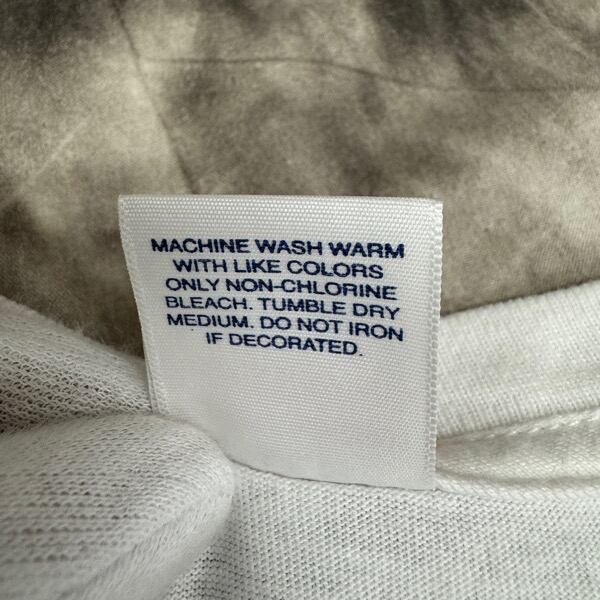 MACHINE WASH WARM
WITH LIKE COLORS
ONLY NON-CHLORINE
BLEACH. TUMBLE DRY
MEDIUM. DO NOT IRON
IF DECORATED.